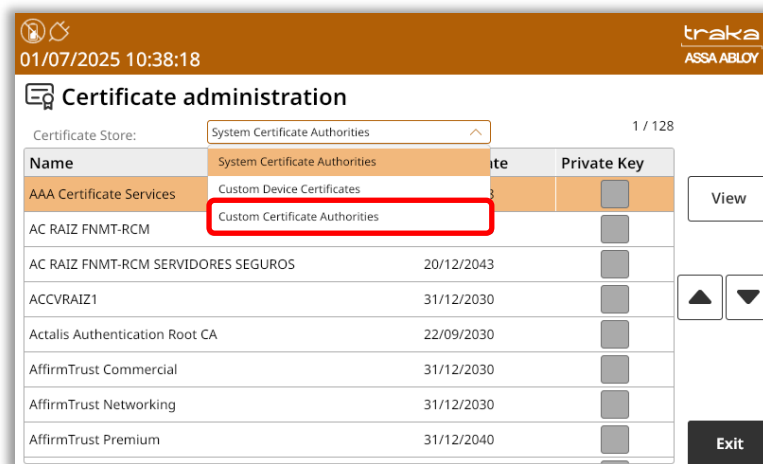 traka
01/07/2025 10:38:18
ASSA ABLOY
Certificate administration
Certificate Store:
System Certificate Authorities
1 / 128
Name
Private Key
System Certificate Authorities
Custom Device Certificates
Custom Certificate Authorities
AAA Certificate Services
View
AC RAIZ FNMT-RCM
AC RAIZ FNMT-RCM SERVIDORES SEGUROS 20/12/2043
ACCVRAIZ1 31/12/2030
Actalis Authentication Root CA 22/09/2030
AffirmTrust Commercial 31/12/2030
AffirmTrust Networking 31/12/2030
AffirmTrust Premium 31/12/2040
Exit